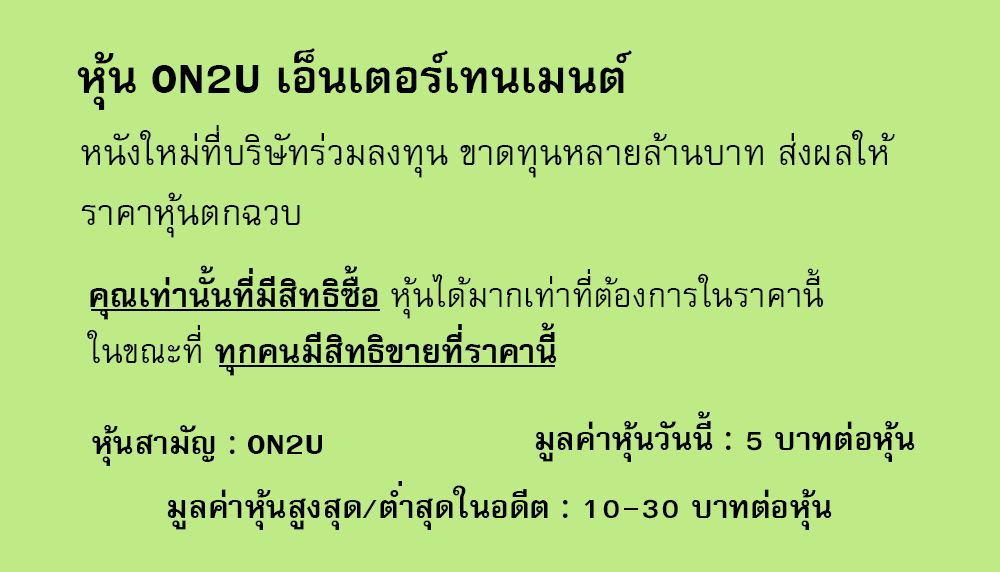 หุ้น ON2U เอ็นเตอร์เทนเมนต์
หนังใหม่ที่บริษัทร่วมลงทุน ขาดทุนหลายล้านบาท ส่งผลให้
ราคาหุ้นตกฉวบ
คุณเท่านั้นที่มีสิทธิซื้อ หุ้นได้มากเท่าที่ต้องการในราคานี้
ในขณะที่ ทุกคนมีสิทธิขายที่ราคานี้
หุ้นสามัญ : ON2U
มูลค่าหุ้นวันนี้ : 5 บาทต่อหุ้น
มูลค่าหุ้นสูงสุด/ต่ำสุดในอดีต : 10-30 บาทต่อหุ้น